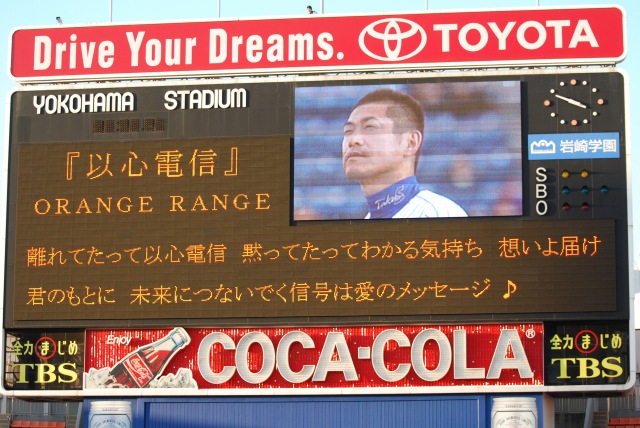 Drive Your Dreams. TOYOTA
YOKOHAMA STADIUM
『以心電信』
ORANGE RANGE
岩崎学園
S
B
O
離れてたって以心電信 黙ってたってわかる気持ち 想いよ届け
君のもとに 未来につないでく信号は愛のメッセージ♪
全力まじめ
TBS
Enjoy
COCA-COLA®
全力まじめ
TBS